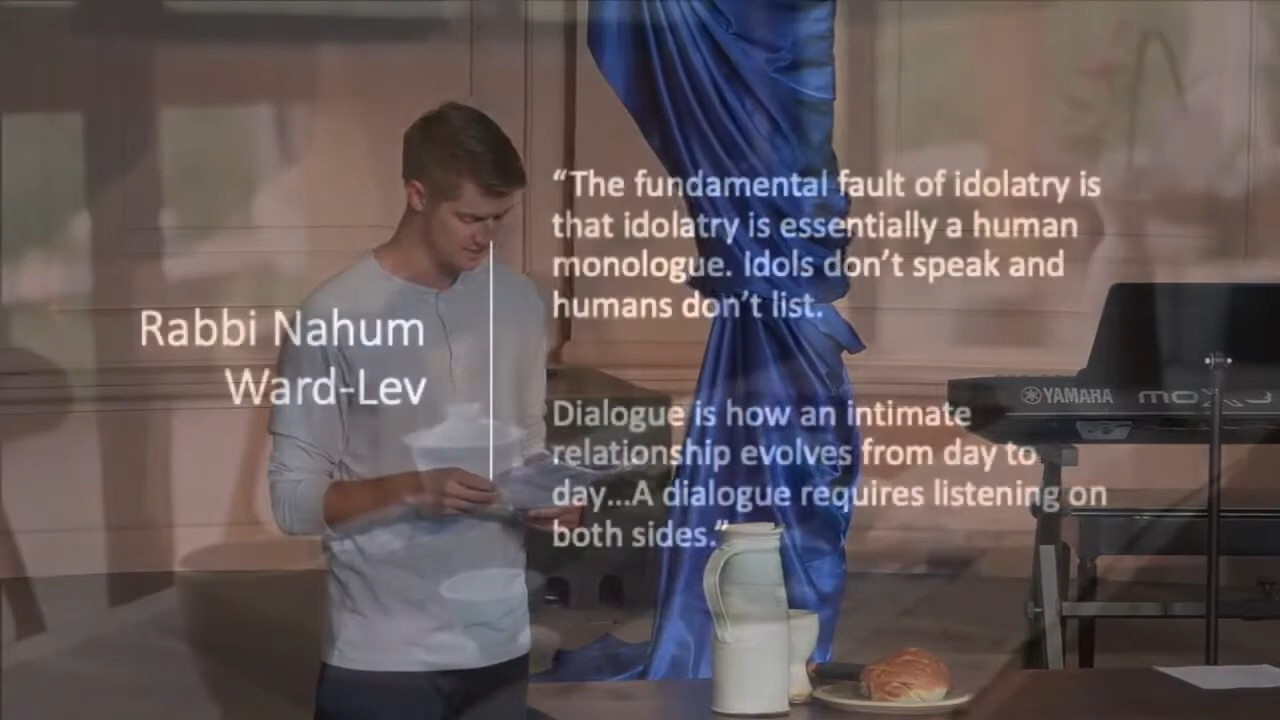 Rabbi Nahum
Ward-Lev
“The fundamental fault of idolatry is
that idolatry is essentially a human
monologue. Idols don’t speak and
humans don’t list.
Dialogue is how an intimate
relationship evolves from day to
day...A dialogue requires listening on
both sides.”
YAMAHA